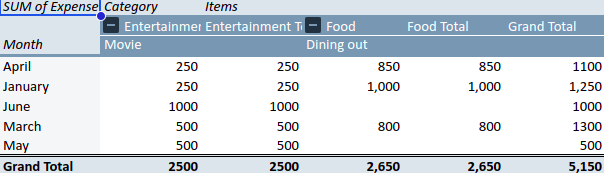 SUM of Expense Category Items
Entertainmen Entertainment To Food Food Total Grand Total
Month Movie Dining out
April 250 250 850 850 1100
January 250 250 1,000 1,000 1,250
June 1000 1000 1000
March 500 500 800 800 1300
May 500 500 500
Grand Total 2500 2500 2,650 2,650 5,150